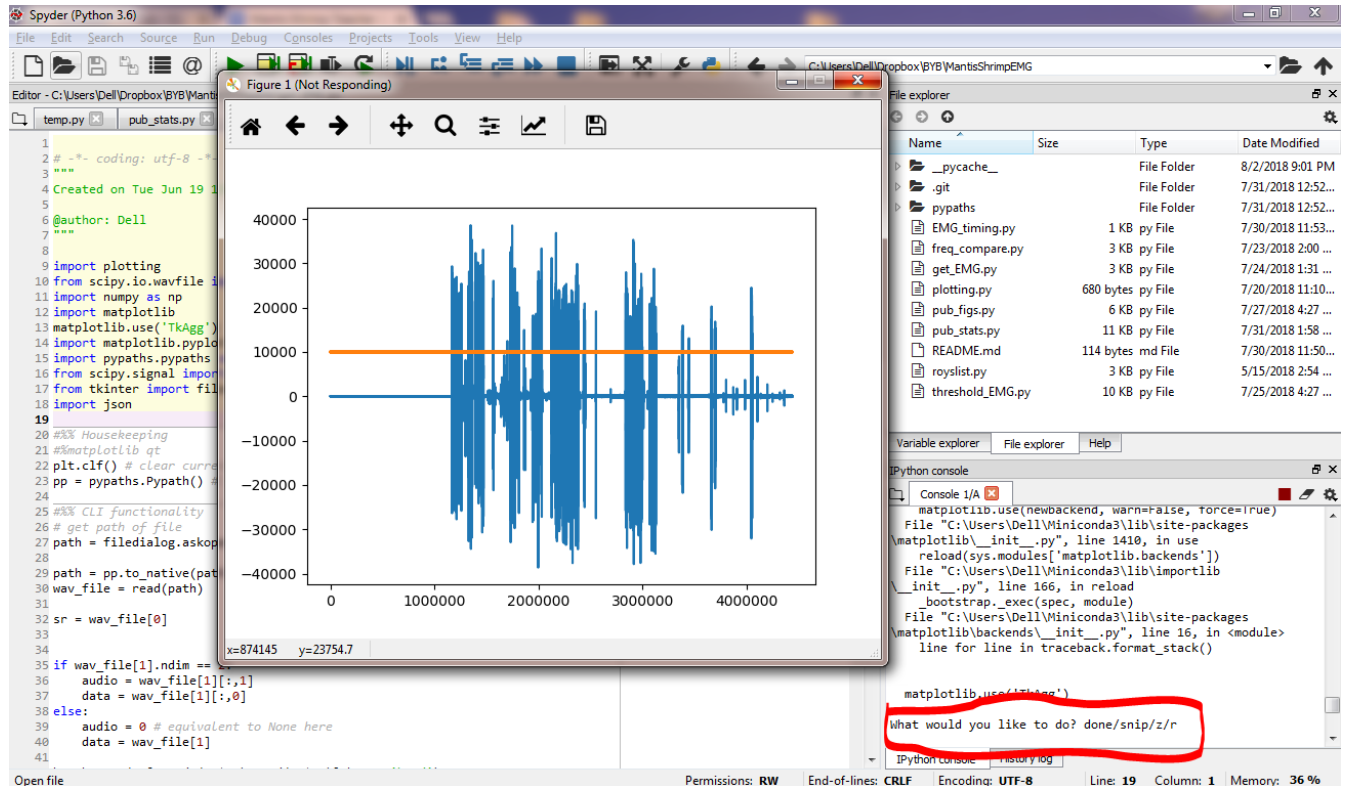 Spyder (Python 3.6)
File Edit Search Source Run Debug Consoles Projects Tools View Help
C:\Users\Dell\Dropbox\BYB\MantisShrimpEMG
Editor - C:\Users\Dell\Dropbox\BYB\Mantis
temp.py pub_stats.py
1
2 # -*- coding: utf-8 -*-
3 """
4 Created on Tue Jun 19 1
5
6 @author: Dell
7 """
8
9 import plotting
10 from scipy.io.wavfile i
11 import numpy as np
12 import matplotlib
13 matplotlib.use('TkAgg')
14 import matplotlib.pyplo
15 import pypaths.pypaths
16 from scipy.signal impor
17 from tkinter import fil
18 import json
19
20 #%% Housekeeping
21 #%matplotlib qt
22 plt.clf() # clear curre
23 pp = pypaths.Pypath() #
24
25 #%% CLI functionality
26 # get path of file
27 path = filedialog.askop
28
29 path = pp.to_native(pat
30 wav_file = read(path)
31
32 sr = wav_file[0]
33
34
35 if wav_file[1].ndim ==
36 audio = wav_file[1][:,1]
37 data = wav_file[1][:,0]
38 else:
39 audio = 0 # equivalent to None here
40 data = wav_file[1]
41
Figure 1 (Not Responding)
40000
30000
20000
10000
0
−10000
−20000
−30000
−40000
0 1000000 2000000 3000000 4000000
x=874145 y=23754.7
File explorer
Name Size Type Date Modified
__pycache__ File Folder 8/2/2018 9:01 PM
.git File Folder 7/31/2018 12:52...
pypaths File Folder 7/31/2018 12:52...
EMG_timing.py 1 KB py File 7/30/2018 11:53...
freq_compare.py 3 KB py File 7/23/2018 2:00 ...
get_EMG.py 3 KB py File 7/24/2018 1:31 ...
plotting.py 680 bytes py File 7/20/2018 11:10...
pub_figs.py 6 KB py File 7/27/2018 4:27 ...
pub_stats.py 11 KB py File 7/31/2018 1:58 ...
README.md 114 bytes md File 7/30/2018 11:50...
royslist.py 3 KB py File 5/15/2018 2:54 ...
threshold_EMG.py 10 KB py File 7/25/2018 4:27 ...
Variable explorer File explorer Help
IPython console
Console 1/A
matplotlib.use(newbackend, warn=False, force=True)
File "C:\Users\Dell\Miniconda3\lib\site-packages
\matplotlib\__init__.py", line 1410, in use
reload(sys.modules['matplotlib.backends'])
File "C:\Users\Dell\Miniconda3\lib\importlib
\__init__.py", line 166, in reload
_bootstrap._exec(spec, module)
File "C:\Users\Dell\Miniconda3\lib\site-packages
\matplotlib\backends\__init__.py", line 16, in <module>
line for line in traceback.format_stack()
matplotlib.use('TkAgg')
What would you like to do? done/snip/z/r
IPython console History log
Open file Permissions: RW End-of-lines: CRLF Encoding: UTF-8 Line: 19 Column: 1 Memory: 36 %